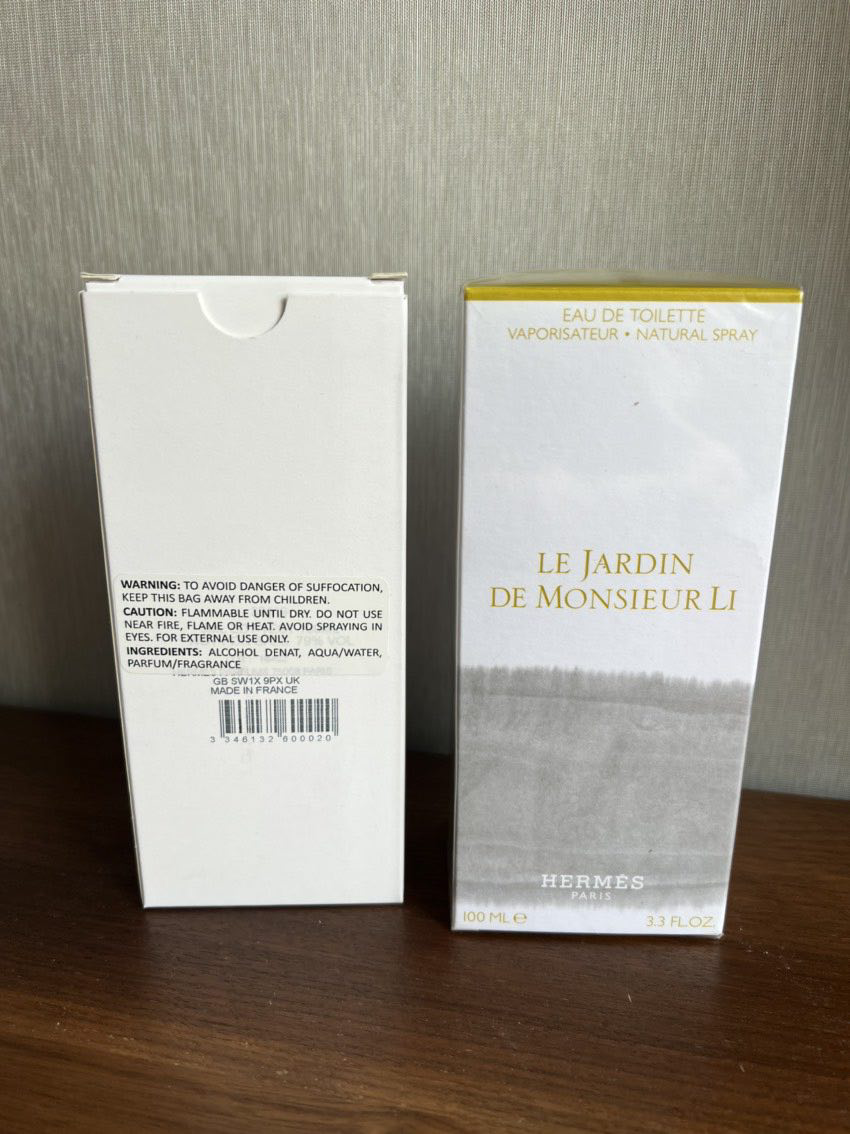 WARNING: TO AVOID DANGER OF SUFFOCATION,
KEEP THIS BAG AWAY FROM CHILDREN.
CAUTION: FLAMMABLE UNTIL DRY. DO NOT USE
NEAR FIRE, FLAME OR HEAT. AVOID SPRAYING IN
EYES. FOR EXTERNAL USE ONLY.
79% VOL
INGREDIENTS: ALCOHOL DENAT, AQUA/WATER,
PARFUM/FRAGRANCE
GB SW1X 9PX UK
MADE IN FRANCE
3 346132 600020
EAU DE TOILETTE
VAPORISATEUR • NATURAL SPRAY
LE JARDIN
DE MONSIEUR LI
HERMÈS
PARIS
100 ML ℮
3.3 FL.OZ.